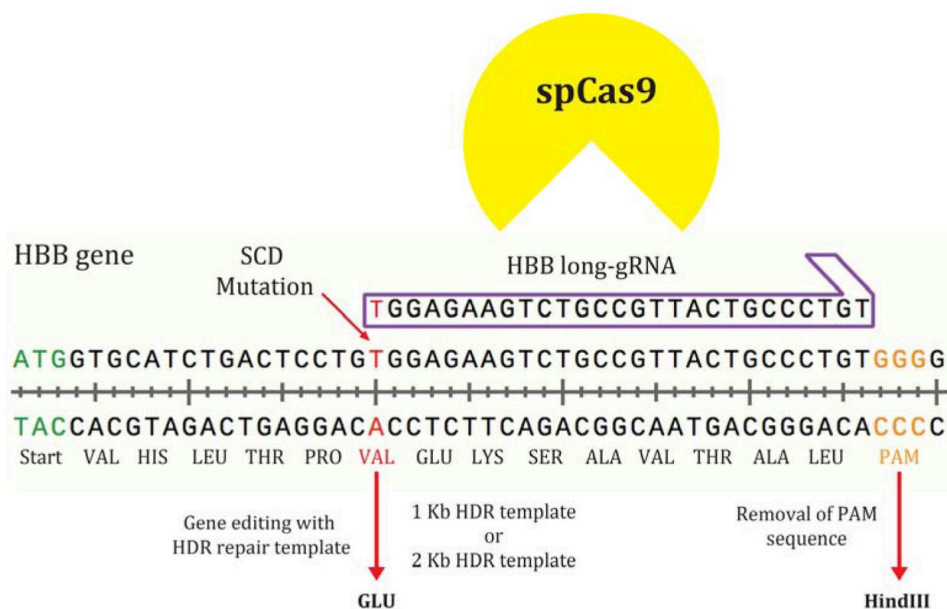 spCas9
HBB gene
SCD
Mutation
HBB long-gRNA
TGGAGAAGTCTGCCGTTACTGCCCTGT
ATGGTGCATCTGACTCCTGTGGAGAAGTCTGCCGTTACTGCCCTGTGGGG
TACCACGTAGACTGAGGACACCTCTTCAGACGGCAATGACGGGACACCCC
Start VAL HIS LEU THR PRO VAL GLU LYS SER ALA VAL THR ALA LEU PAM
Gene editing with
HDR repair template
1 Kb HDR template
or
2 Kb HDR template
Removal of PAM
sequence
GLU
HindIII